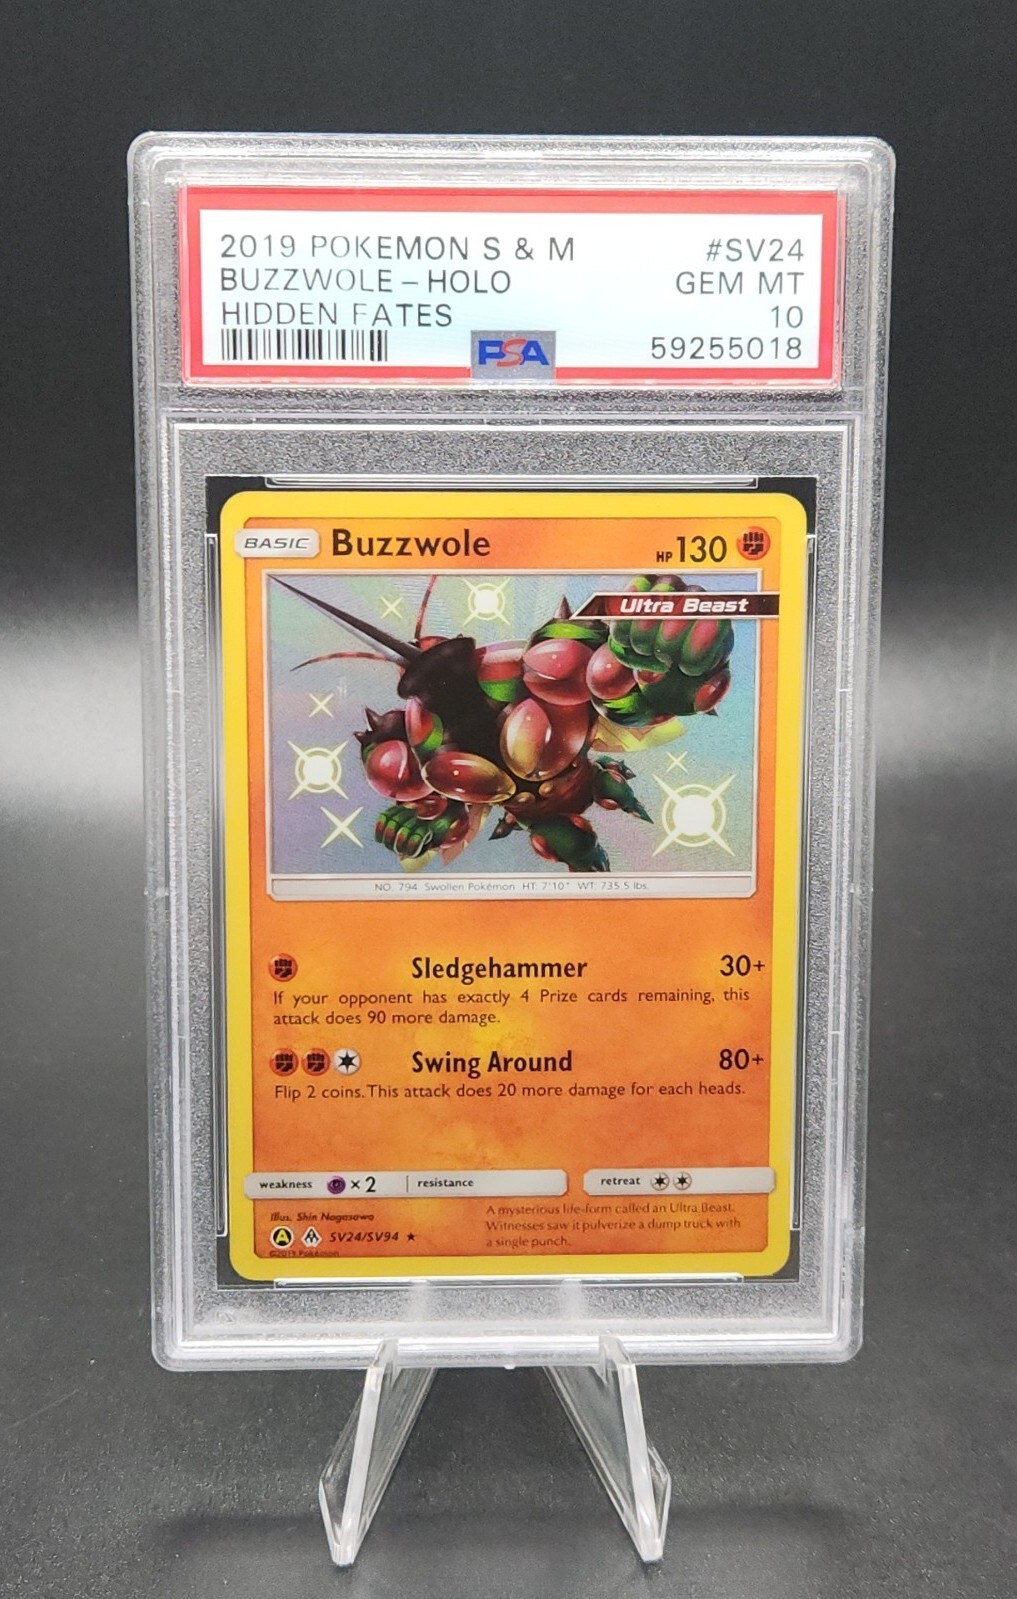 2019 POKEMON S & M #SV24
BUZZWOLE – HOLO GEM MT
HIDDEN FATES 10
PSA 59255018
BASIC Buzzwole HP 130
Ultra Beast
NO. 794 Swollen Pokémon HT: 7'10" WT: 735.5 lbs.
Sledgehammer 30+
If your opponent has exactly 4 Prize cards remaining, this
attack does 90 more damage.
Swing Around 80+
Flip 2 coins. This attack does 20 more damage for each heads.
weakness ×2 resistance retreat
Illus. Shin Nagasawa
A mysterious life-form called an Ultra Beast.
Witnesses saw it pulverize a dump truck with
a single punch.
A SV24/SV94 ★
©2019 Pokémon